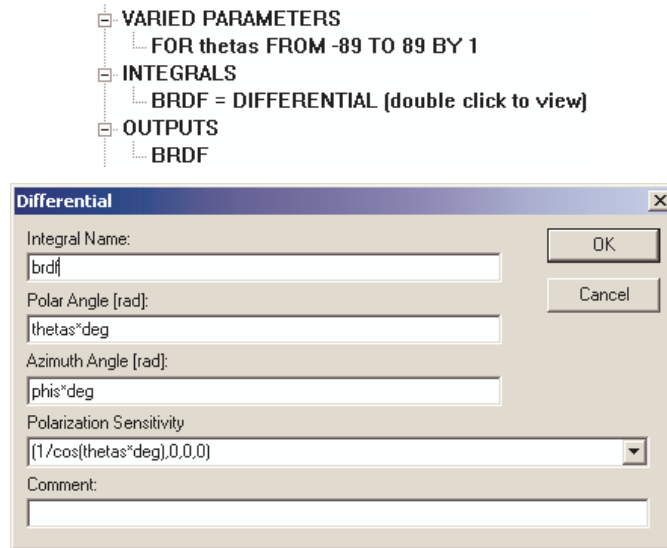 VARIED PARAMETERS
FOR thetas FROM -89 TO 89 BY 1
INTEGRALS
BRDF = DIFFERENTIAL (double click to view)
OUTPUTS
BRDF
Differential
Integral Name:
OK
brdf
Cancel
Polar Angle [rad]:
thetas*deg
Azimuth Angle [rad]:
phis*deg
Polarization Sensitivity
(1/cos(thetas*deg),0,0,0)
Comment: